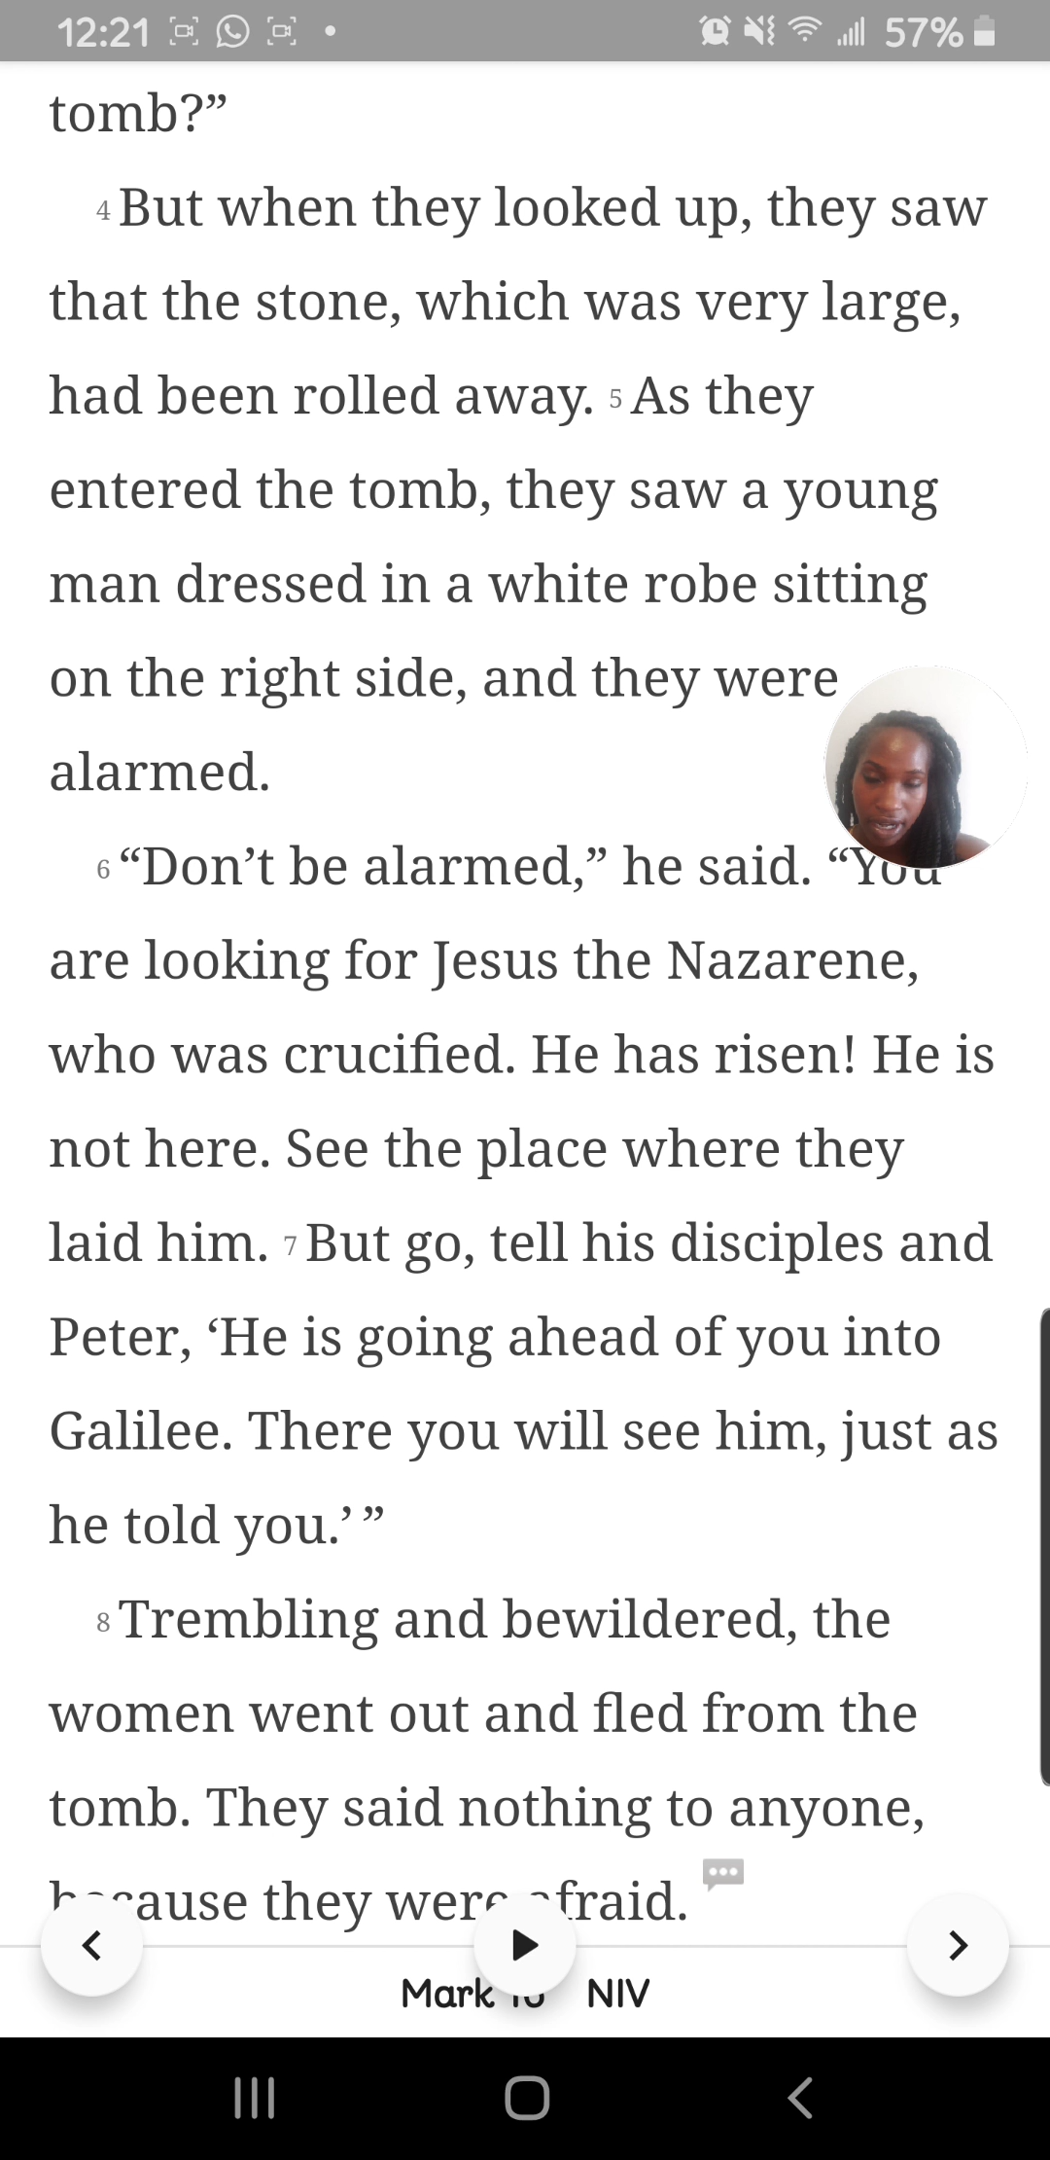 12:21 57%
tomb?”
4 But when they looked up, they saw
that the stone, which was very large,
had been rolled away. 5 As they
entered the tomb, they saw a young
man dressed in a white robe sitting
on the right side, and they were
alarmed.
6 “Don’t be alarmed,” he said. “You
are looking for Jesus the Nazarene,
who was crucified. He has risen! He is
not here. See the place where they
laid him. 7 But go, tell his disciples and
Peter, ‘He is going ahead of you into
Galilee. There you will see him, just as
he told you.’ ”
8 Trembling and bewildered, the
women went out and fled from the
tomb. They said nothing to anyone,
because they were afraid.
Mark 16 NIV